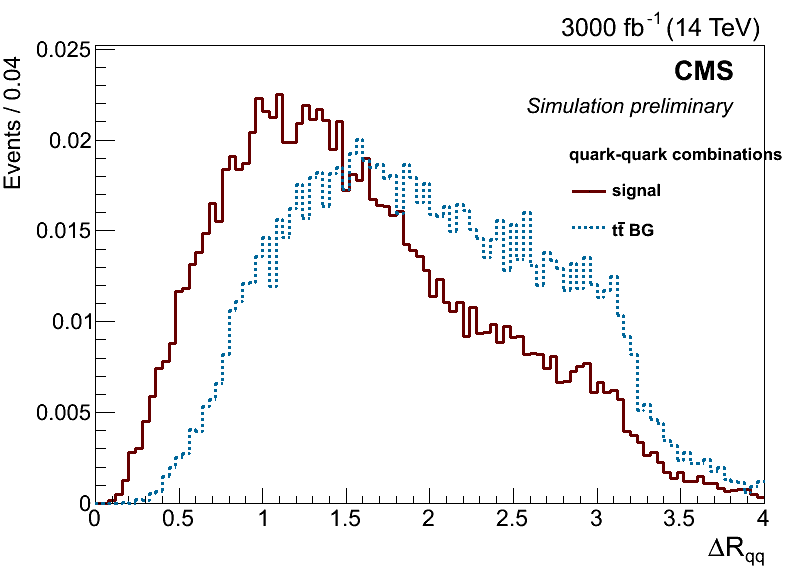 3000 fb⁻¹ (14 TeV)
Events / 0.04
0.025
0.02
0.015
0.01
0.005
0
CMS
Simulation preliminary
quark-quark combinations
signal
tt̄ BG
0 0.5 1 1.5 2 2.5 3 3.5 4
ΔR_qq